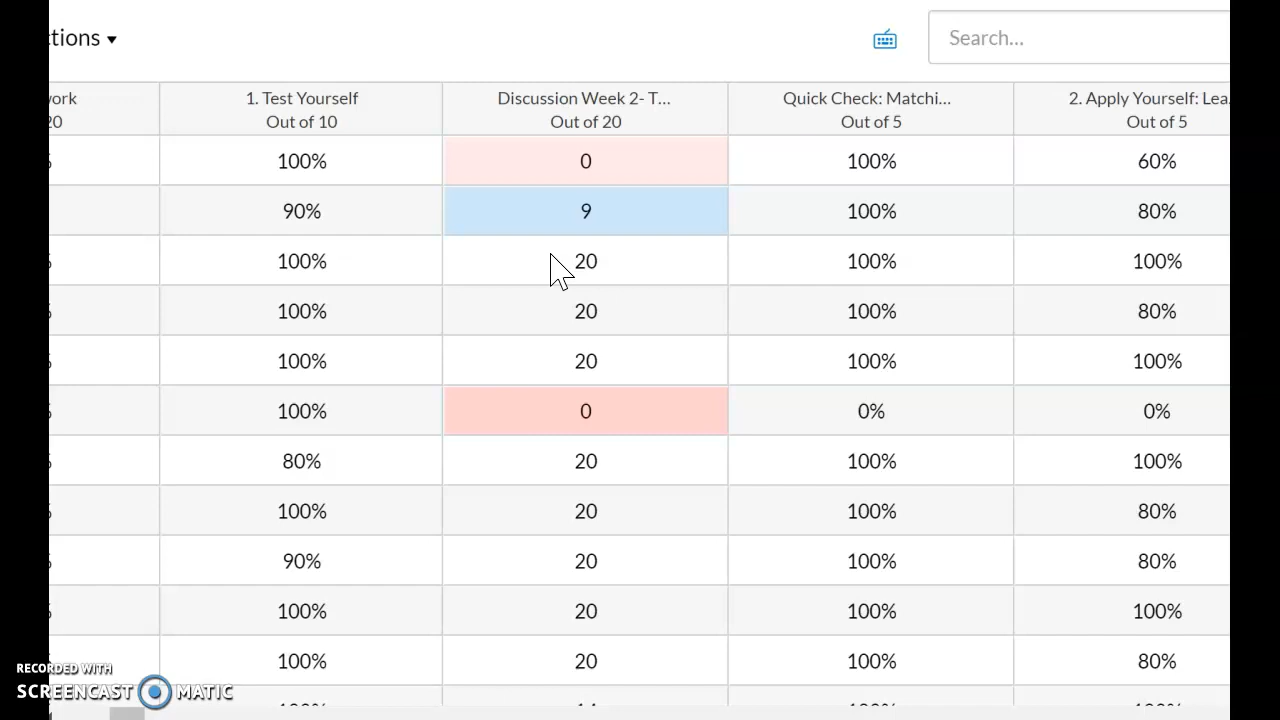 ctions
Search...
work 1. Test Yourself Discussion Week 2- T... Quick Check: Matchi... 2. Apply Yourself: Lea.
20 Out of 10 Out of 20 Out of 5 Out of 5
100% 0 100% 60%
90% 9 100% 80%
100% 20 100% 100%
100% 20 100% 80%
100% 20 100% 100%
100% 0 0% 0%
80% 20 100% 100%
100% 20 100% 80%
90% 20 100% 80%
100% 20 100% 100%
100% 20 100% 80%
RECORDED WITH
SCREENCAST MATIC